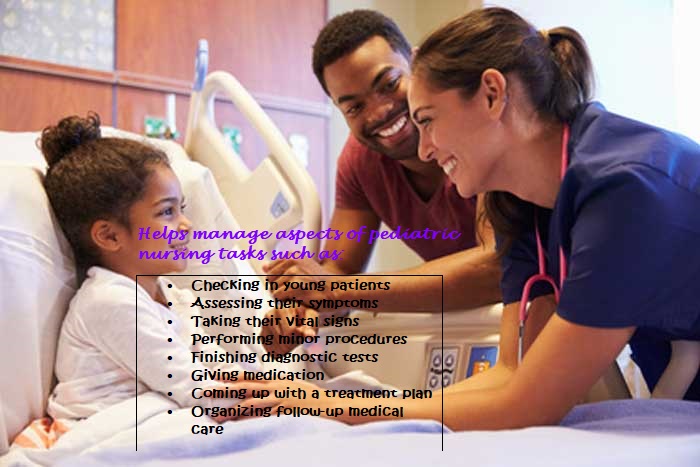 Helps manage aspects of pediatric
nursing tasks such as
• Checking in young patients
• Assessing their symptoms
• Taking their vital signs
• Performing minor procedures
• Finishing diagnostic tests
• Giving medication
• Coming up with a treatment plan
• Organizing follow-up medical
care